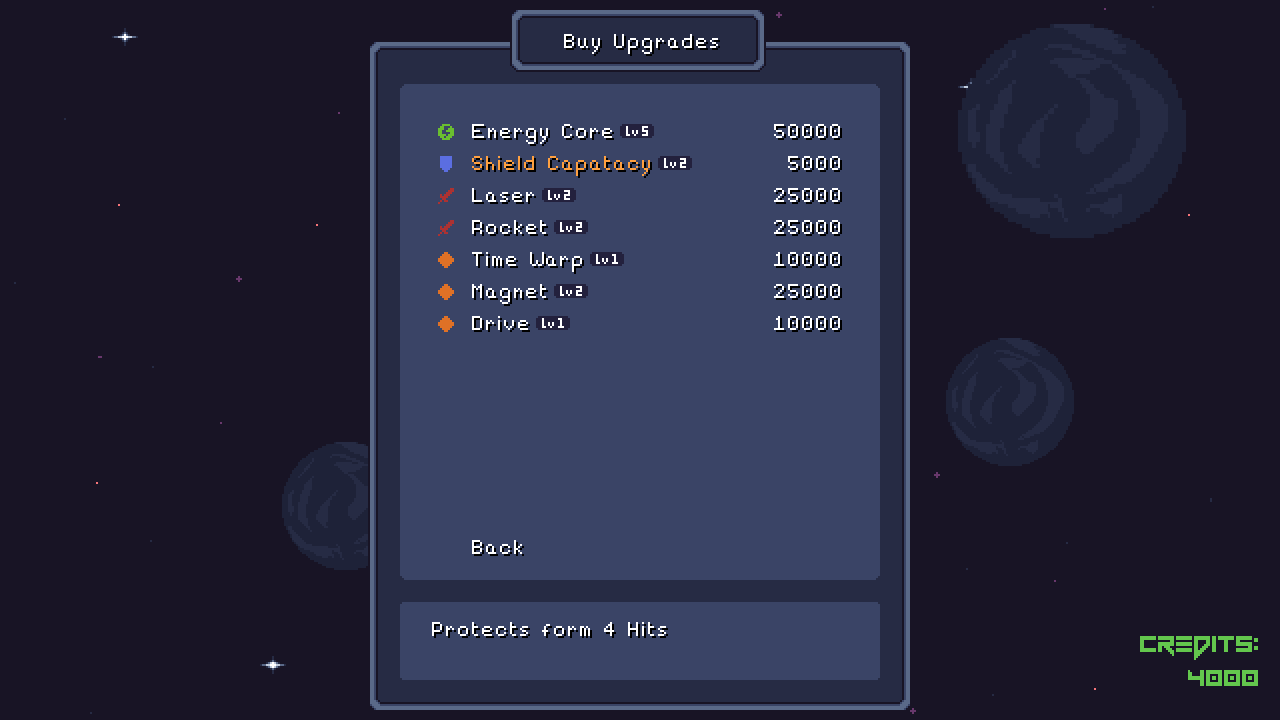 Buy Upgrades
Energy Core lv5 50000
Shield Capatacy lv2 5000
Laser lv2 25000
Rocket lv2 25000
Time Warp lv1 10000
Magnet lv2 25000
Drive lv1 10000
Back
Protects form 4 Hits
CREDITS:
4000